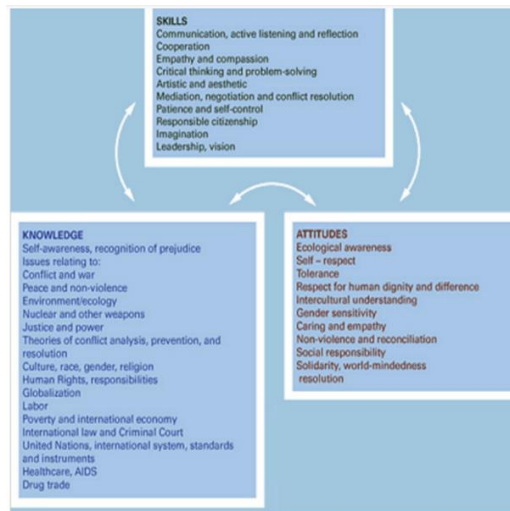 SKILLS
Communication, active listening and reflection
Cooperation
Empathy and compassion
Critical thinking and problem-solving
Artistic and aesthetic
Mediation, negotiation and conflict resolution
Patience and self-control
Responsible citizenship
Imagination
Leadership, vision
KNOWLEDGE
Self-awareness, recognition of prejudice
Issues relating to:
Conflict and war
Peace and non-violence
Environment/ecology
Nuclear and other weapons
Justice and power
Theories of conflict analysis, prevention, and
resolution
Culture, race, gender, religion
Human Rights, responsibilities
Globalization
Labor
Poverty and international economy
International law and Criminal Court
United Nations, international system, standards
and instruments
Healthcare, AIDS
Drug trade
ATTITUDES
Ecological awareness
Self – respect
Tolerance
Respect for human dignity and difference
Intercultural understanding
Gender sensitivity
Caring and empathy
Non-violence and reconciliation
Social responsibility
Solidarity, world-mindedness
resolution